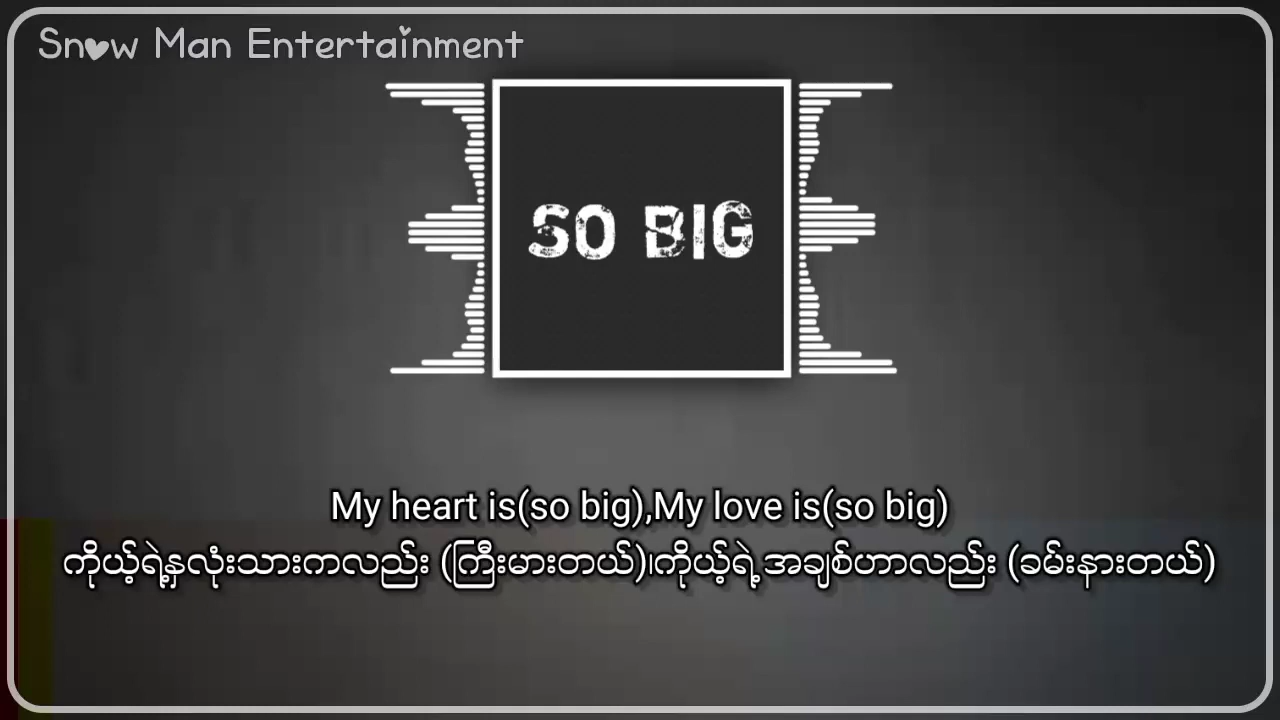 Snow Man Entertainment
SO BIG
My heart is(so big),My love is(so big)
ကိုယ့်ရဲ့နှလုံးသားကလည်း (ကြီးမားတယ်)၊ကိုယ့်ရဲ့ အချစ်ဟာလည်း (ခမ်းနားတယ်)